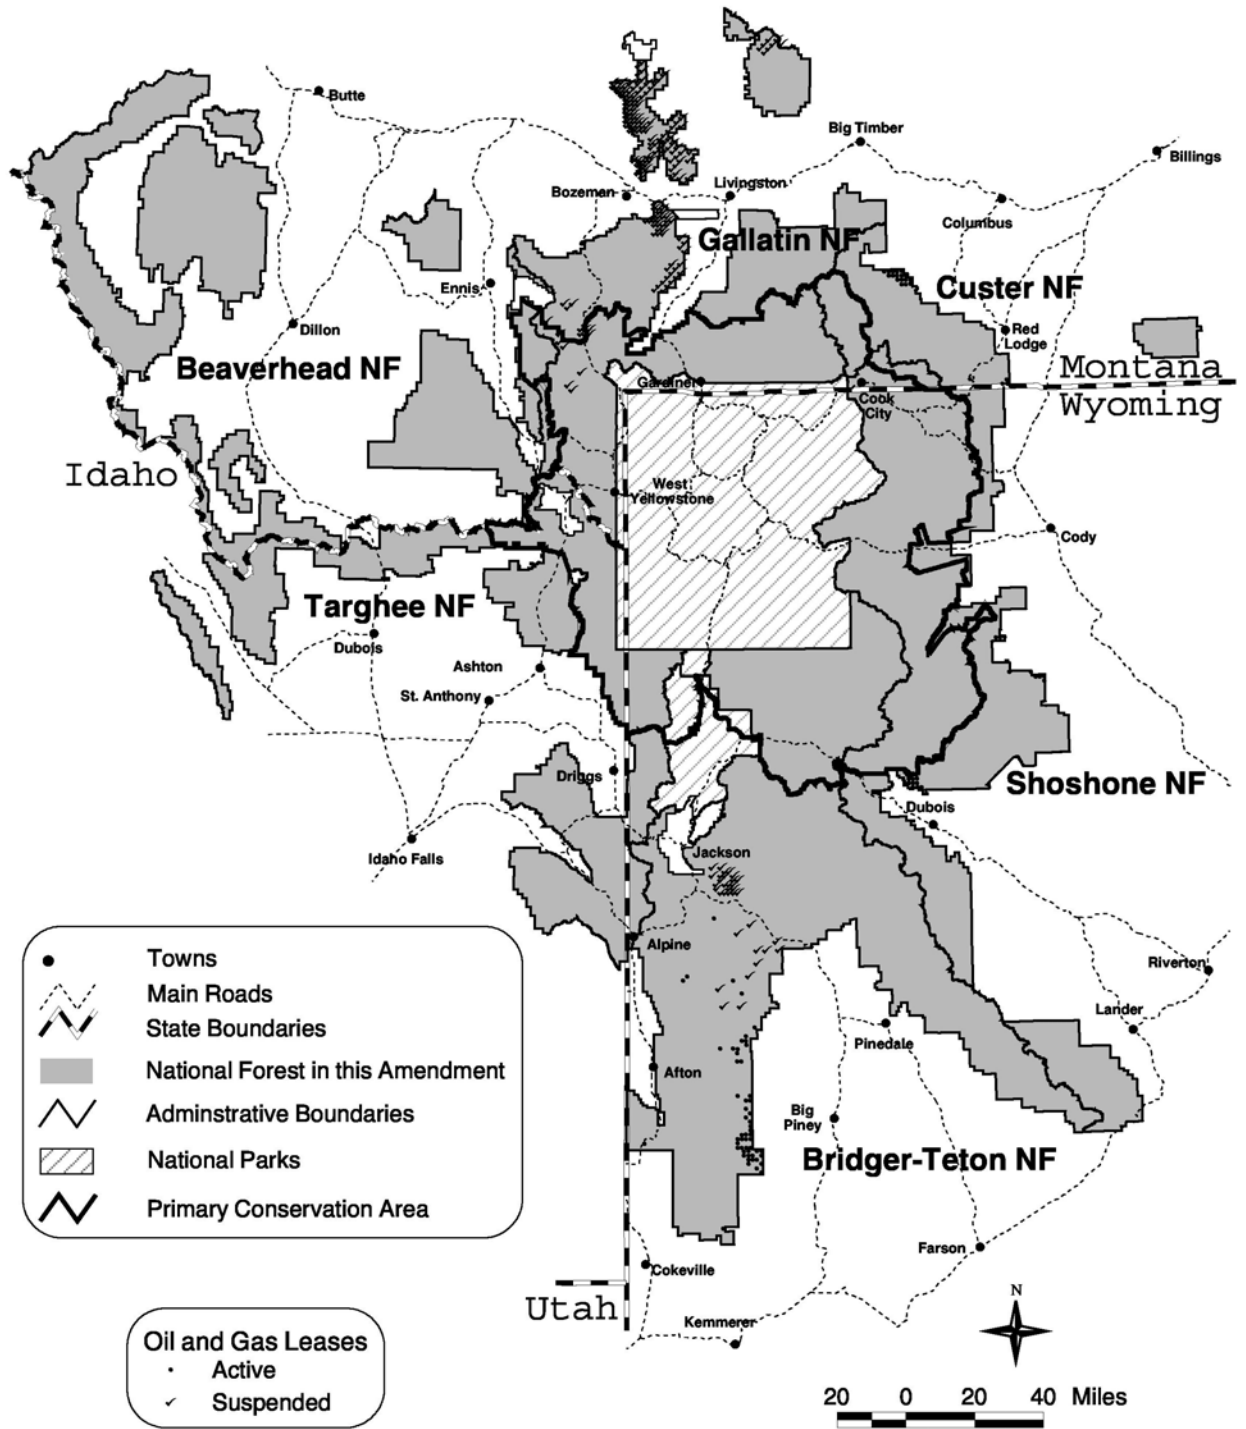 Butte
Big Timber
Billings
Bozeman
Livingston
Columbus
Gallatin NF
Ennis
Custer NF
Dillon
Red
Lodge
Beaverhead NF
Montana
Gardiner
Cook
City
Wyoming
Idaho
West
Yellowstone
Cody
Targhee NF
Dubois
Ashton
St. Anthony
Driggs
Shoshone NF
Dubois
Idaho Falls
Jackson
Alpine
Riverton
Lander
Pinedale
Afton
Big
Piney
Bridger-Teton NF
Farson
Cokeville
Utah
Kemmerer
Towns
Main Roads
State Boundaries
National Forest in this Amendment
Adminstrative Boundaries
National Parks
Primary Conservation Area
Oil and Gas Leases
Active
Suspended
N
20 0 20 40 Miles